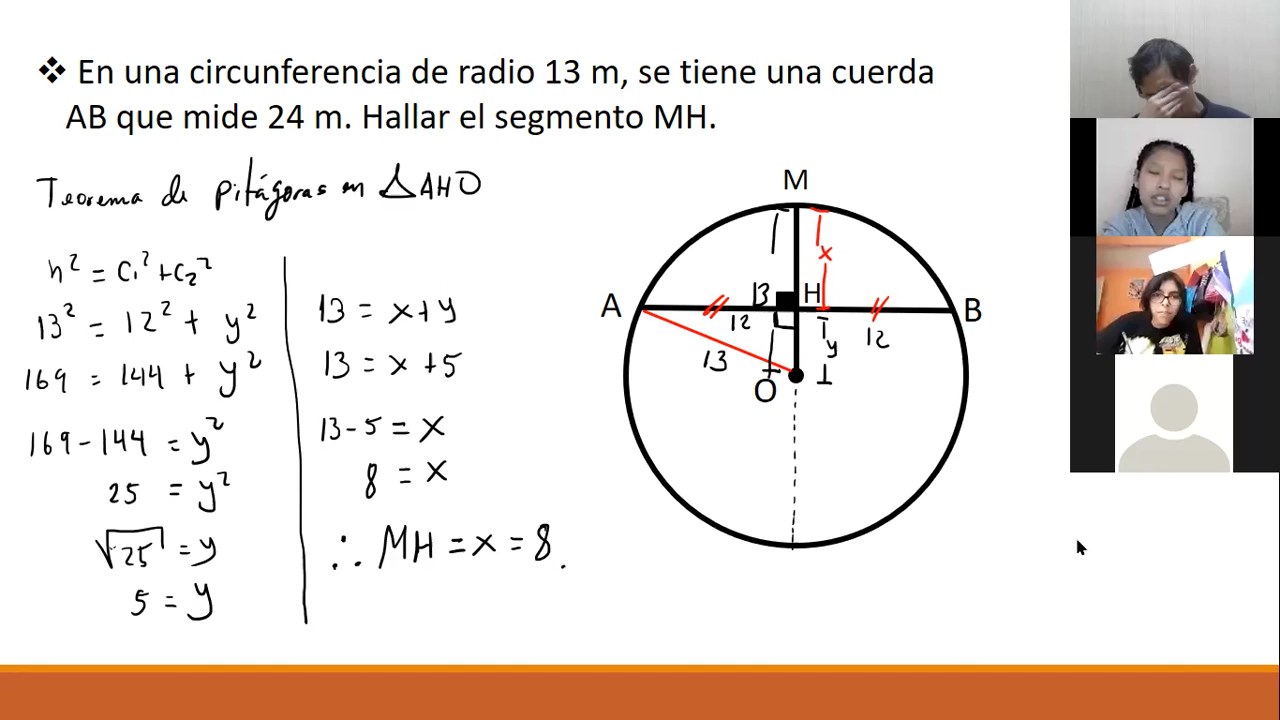 ❖ En una circunferencia de radio 13 m, se tiene una cuerda
AB que mide 24 m. Hallar el segmento MH.
Teorema de pitágoras en △AHO
h² = C₁² + C₂²
13² = 12² + y²
169 = 144 + y²
169 - 144 = y²
25 = y²
√25 = y
5 = y
13 = x + y
13 = x + 5
13 - 5 = x
8 = x
∴ MH = x = 8.
M
x
13
H
A
B
12
12
y
13
O